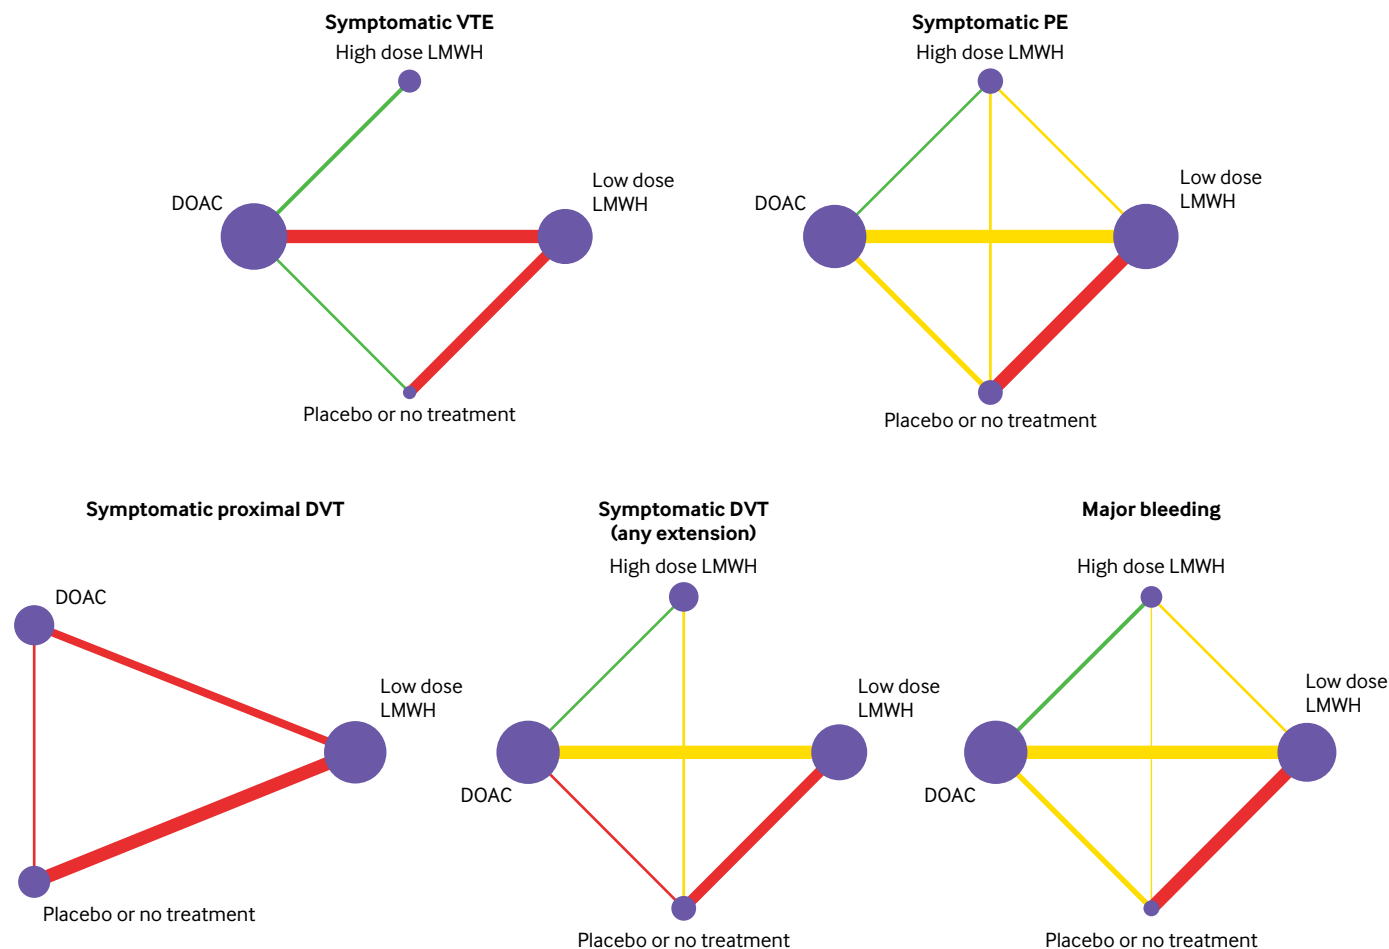 Symptomatic VTE
High dose LMWH
DOAC
Low dose
LMWH
Placebo or no treatment
Symptomatic PE
High dose LMWH
DOAC
Low dose
LMWH
Placebo or no treatment
Symptomatic proximal DVT
DOAC
Low dose
LMWH
Placebo or no treatment
Symptomatic DVT
(any extension)
High dose LMWH
Low dose
LMWH
DOAC
Placebo or no treatment
Major bleeding
High dose LMWH
Low dose
LMWH
DOAC
Placebo or no treatment